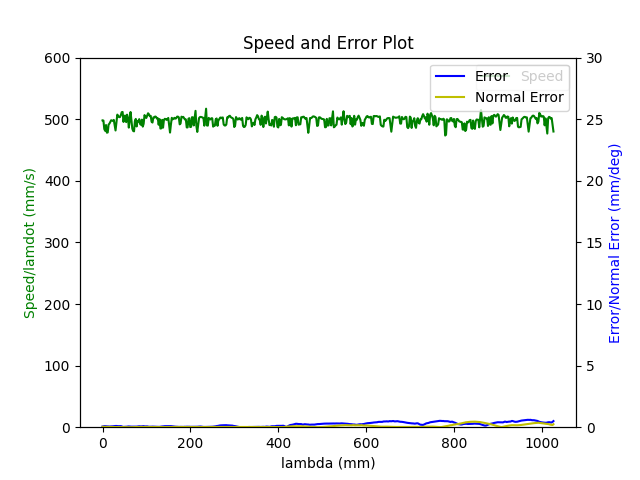 Speed and Error Plot
600
500
400
300
200
100
0
Speed/lamdot (mm/s)
30
25
20
15
10
5
0
Error/Normal Error (mm/deg)
Error
Speed
Normal Error
0 200 400 600 800 1000
lambda (mm)